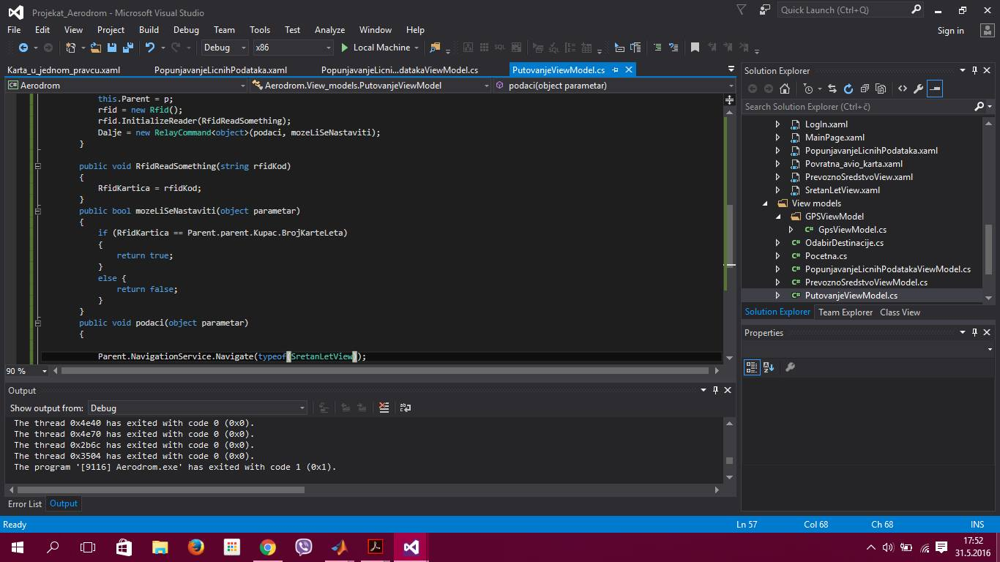 Projekat_Aerodrom - Microsoft Visual Studio
Quick Launch (Ctrl+Q)
File Edit View Project Build Debug Team Tools Test Analyze Window Help
Sign in
Debug x86 Local Machine
Karta_u_jednom_pravcu.xaml PopunjavanjeLicnihPodataka.xaml PopunjavanjeLicni...datakaViewModel.cs PutovanjeViewModel.cs
Aerodrom Aerodrom.View_models.PutovanjeViewModel podaci(object parametar)
this.Parent = p;
rfid = new Rfid();
rfid.InitializeReader(RfidReadSomething);
Dalje = new RelayCommand<object>(podaci, mozeLiSeNastaviti);
}
public void RfidReadSomething(string rfidKod)
{
RfidKartica = rfidKod;
}
public bool mozeLiSeNastaviti(object parametar)
{
if (RfidKartica == Parent.parent.Kupac.BrojKarteLeta)
{
return true;
}
else {
return false;
}
}
public void podaci(object parametar)
{
Parent.NavigationService.Navigate(typeof(SretanLetView));
90 %
Output
Show output from: Debug
The thread 0x4e40 has exited with code 0 (0x0).
The thread 0x4e70 has exited with code 0 (0x0).
The thread 0x2b6c has exited with code 0 (0x0).
The thread 0x3504 has exited with code 0 (0x0).
The program '[9116] Aerodrom.exe' has exited with code 1 (0x1).
Error List Output
Solution Explorer
Search Solution Explorer (Ctrl+č)
LogIn.xaml
MainPage.xaml
PopunjavanjeLicnihPodataka.xaml
Povratna_avio_karta.xaml
PrevoznoSredstvoView.xaml
SretanLetView.xaml
View models
GPSViewModel
GpsViewModel.cs
OdabirDestinacije.cs
Pocetna.cs
PopunjavanjeLicnihPodatakaViewModel.cs
PrevoznoSredstvoViewModel.cs
PutovanjeViewModel.cs
Solution Explorer Team Explorer Class View
Properties
Ready Ln 57 Col 68 Ch 68 INS
17:52
31.5.2016